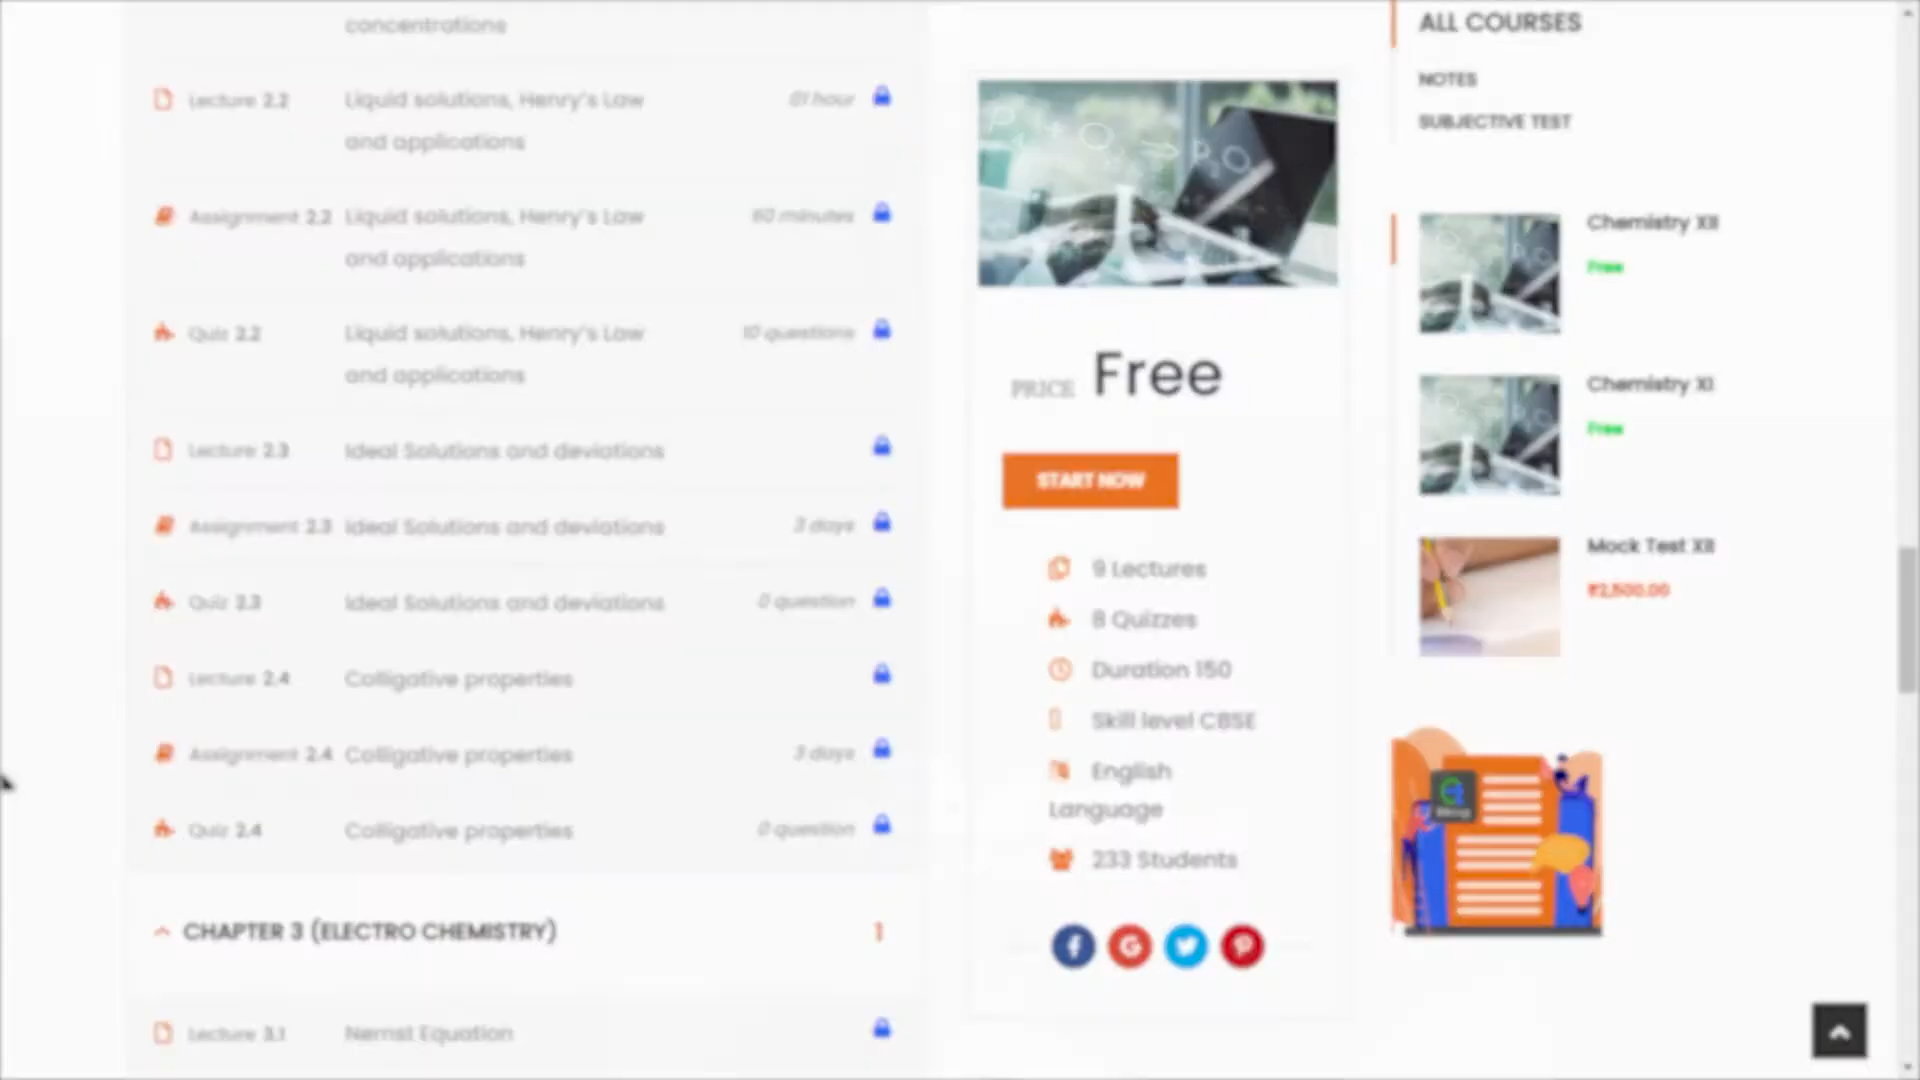 concentrations
Lecture 2.2 Liquid solutions, Henry's Law 01 hour
and applications
Assignment 2.2 Liquid solutions, Henry's Law 60 minutes
and applications
Quiz 2.2 Liquid solutions, Henry's Law 10 questions
and applications
Lecture 2.3 Ideal Solutions and deviations
Assignment 2.3 Ideal Solutions and deviations 3 days
Quiz 2.3 Ideal Solutions and deviations 0 question
Lecture 2.4 Colligative properties
Assignment 2.4 Colligative properties 3 days
Quiz 2.4 Colligative properties 0 question
CHAPTER 3 (ELECTRO CHEMISTRY) 1
Lecture 3.1 Nernst Equation
PRICE Free
START NOW
9 Lectures
8 Quizzes
Duration 150
Skill level CBSE
English
Language
233 Students
ALL COURSES
NOTES
SUBJECTIVE TEST
Chemistry XII
Free
Chemistry XI
Free
Mock Test XII
₹2,500.00